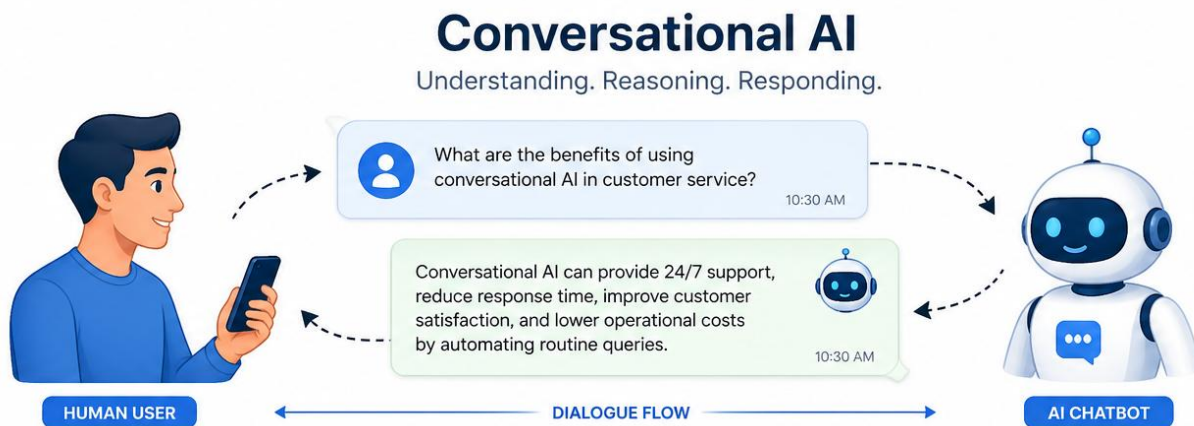 Conversational AI
Understanding. Reasoning. Responding.
What are the benefits of using
conversational AI in customer service?
10:30 AM
Conversational AI can provide 24/7 support,
reduce response time, improve customer
satisfaction, and lower operational costs
by automating routine queries.
10:30 AM
HUMAN USER
DIALOGUE FLOW
AI CHATBOT